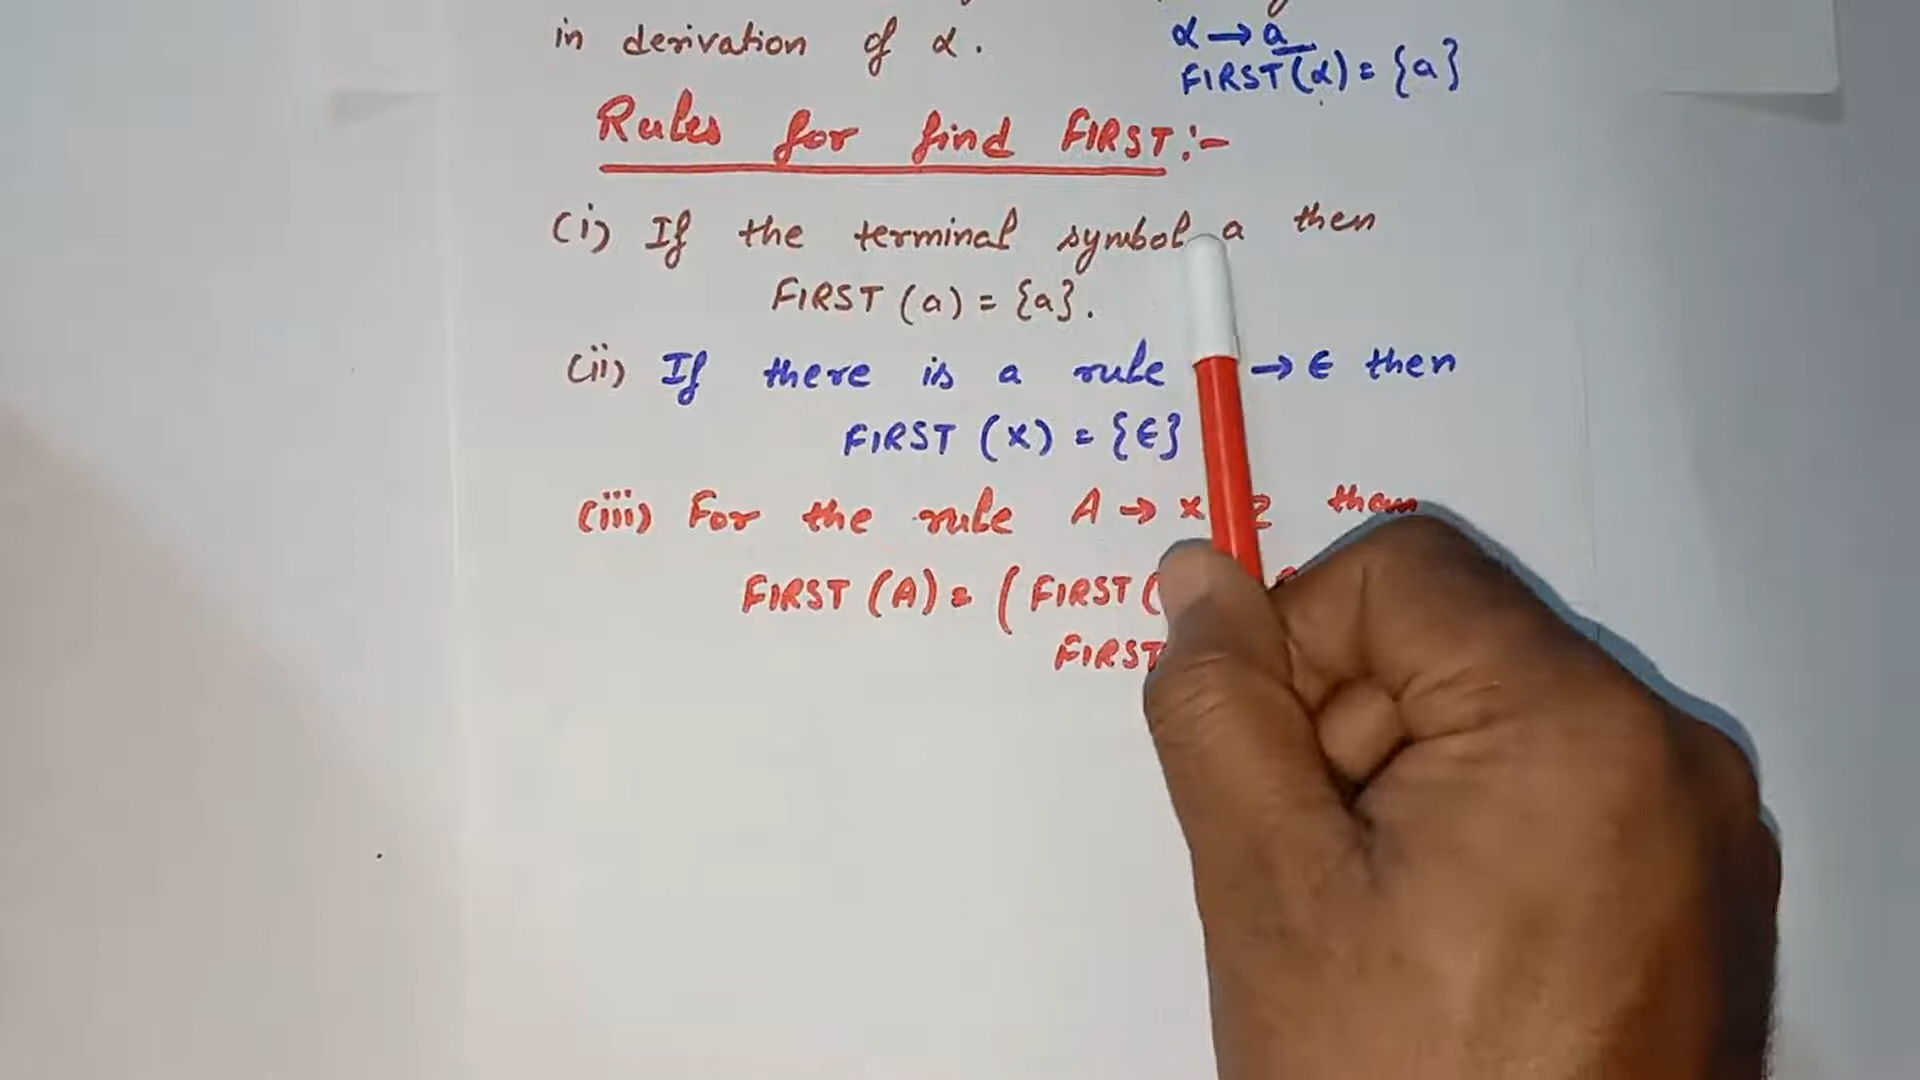 in derivation of α.
α → a
FIRST(α) = {a}
Rules for find FIRST:-
(i) If the terminal symbol a then
FIRST (a) = {a}.
(ii) If there is a rule → ϵ then
FIRST (x) = {ϵ}
(iii) For the rule A → x z then
FIRST (A) = (FIRST (
FIRST